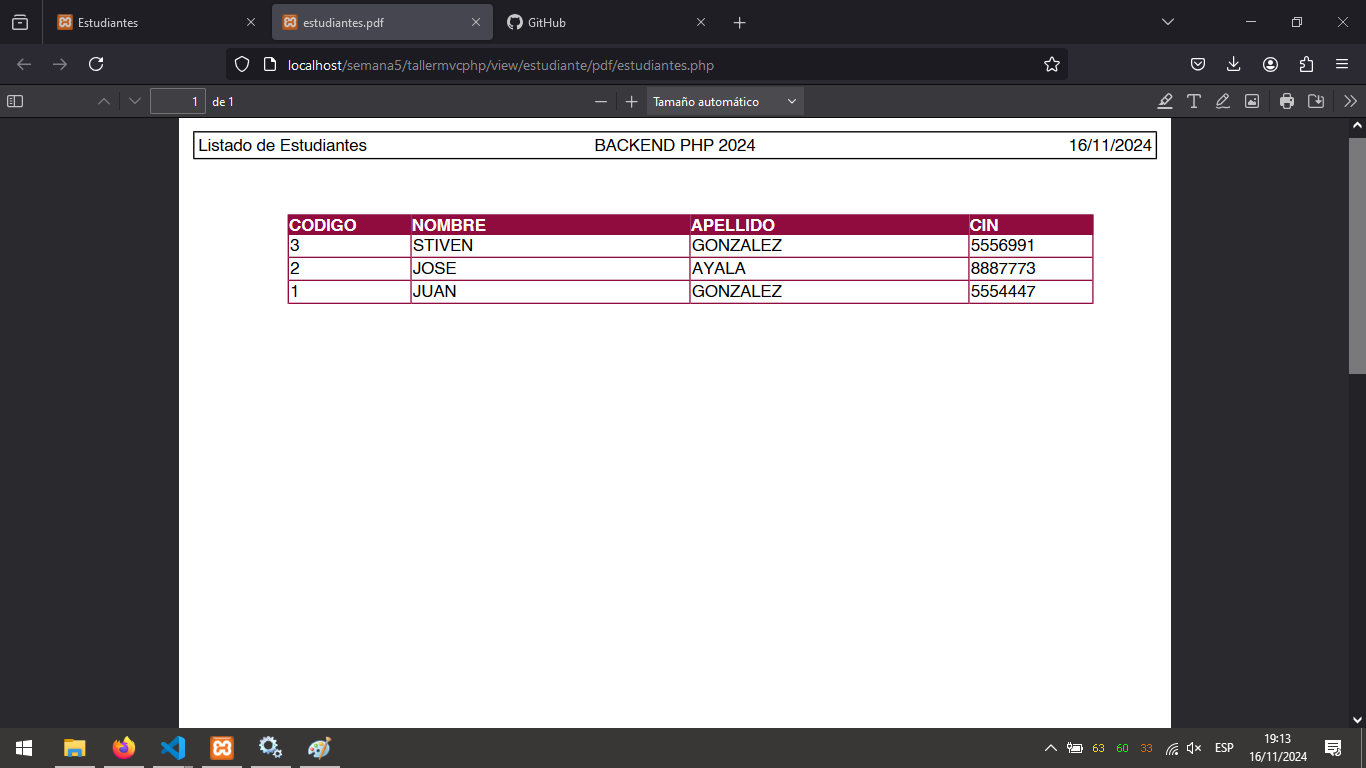 Estudiantes estudiantes.pdf GitHub
localhost/semana5/tallermvcphp/view/estudiante/pdf/estudiantes.php
1 de 1 Tamaño automático
Listado de Estudiantes BACKEND PHP 2024 16/11/2024
CODIGO NOMBRE APELLIDO CIN
3 STIVEN GONZALEZ 5556991
2 JOSE AYALA 8887773
1 JUAN GONZALEZ 5554447
63 60 33 ESP 19:13
16/11/2024